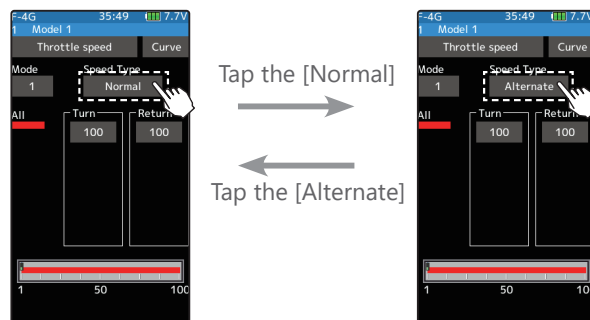 F-4G 35:49 7.7V
1 Model 1
Throttle speed Curve
Mode Speed Type
1 Normal
All Turn Return
100 100
1 50 100
Tap the [Normal]
Tap the [Alternate]
F-4G 35:49 7.7V
1 Model 1
Throttle speed Curve
Mode Speed Type
1 Alternate
All Turn Return
100 100
1 50 10